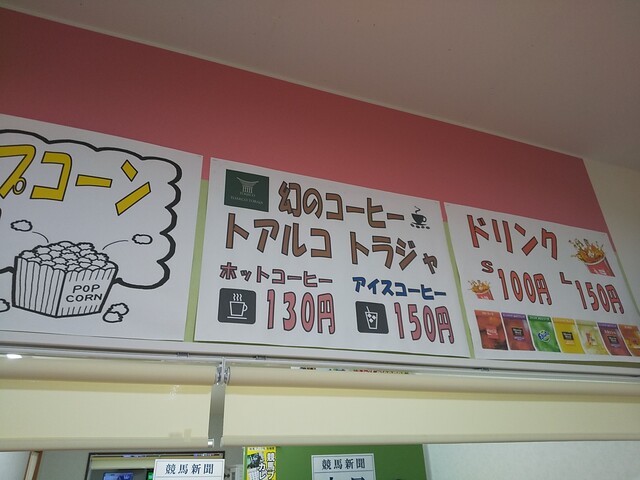 プコーン
POP
CORN
幻のコーヒー
トアルコ トラジャ
ホットコーヒー
130円
アイスコーヒー
150円
ドリンク
S 100円
L 150円
競馬新聞
競馬新聞